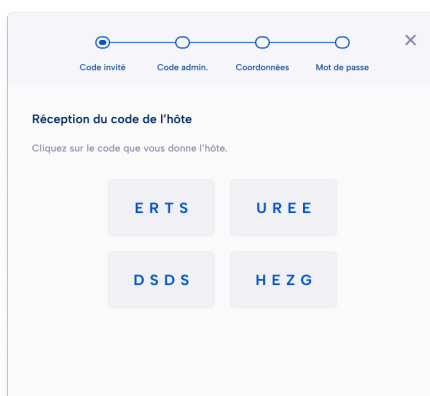 Code invité Code admin. Coordonnées Mot de passe
Réception du code de l'hôte
Cliquez sur le code que vous donne l'hôte.
ERTS UREE
DSDS HEZG